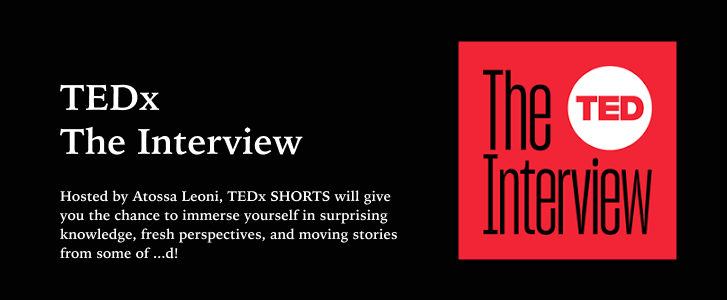 TEDx
The Interview
Hosted by Atossa Leoni, TEDx SHORTS will give
you the chance to immerse yourself in surprising
knowledge, fresh perspectives, and moving stories
from some of ...d!
The
TED
Interview